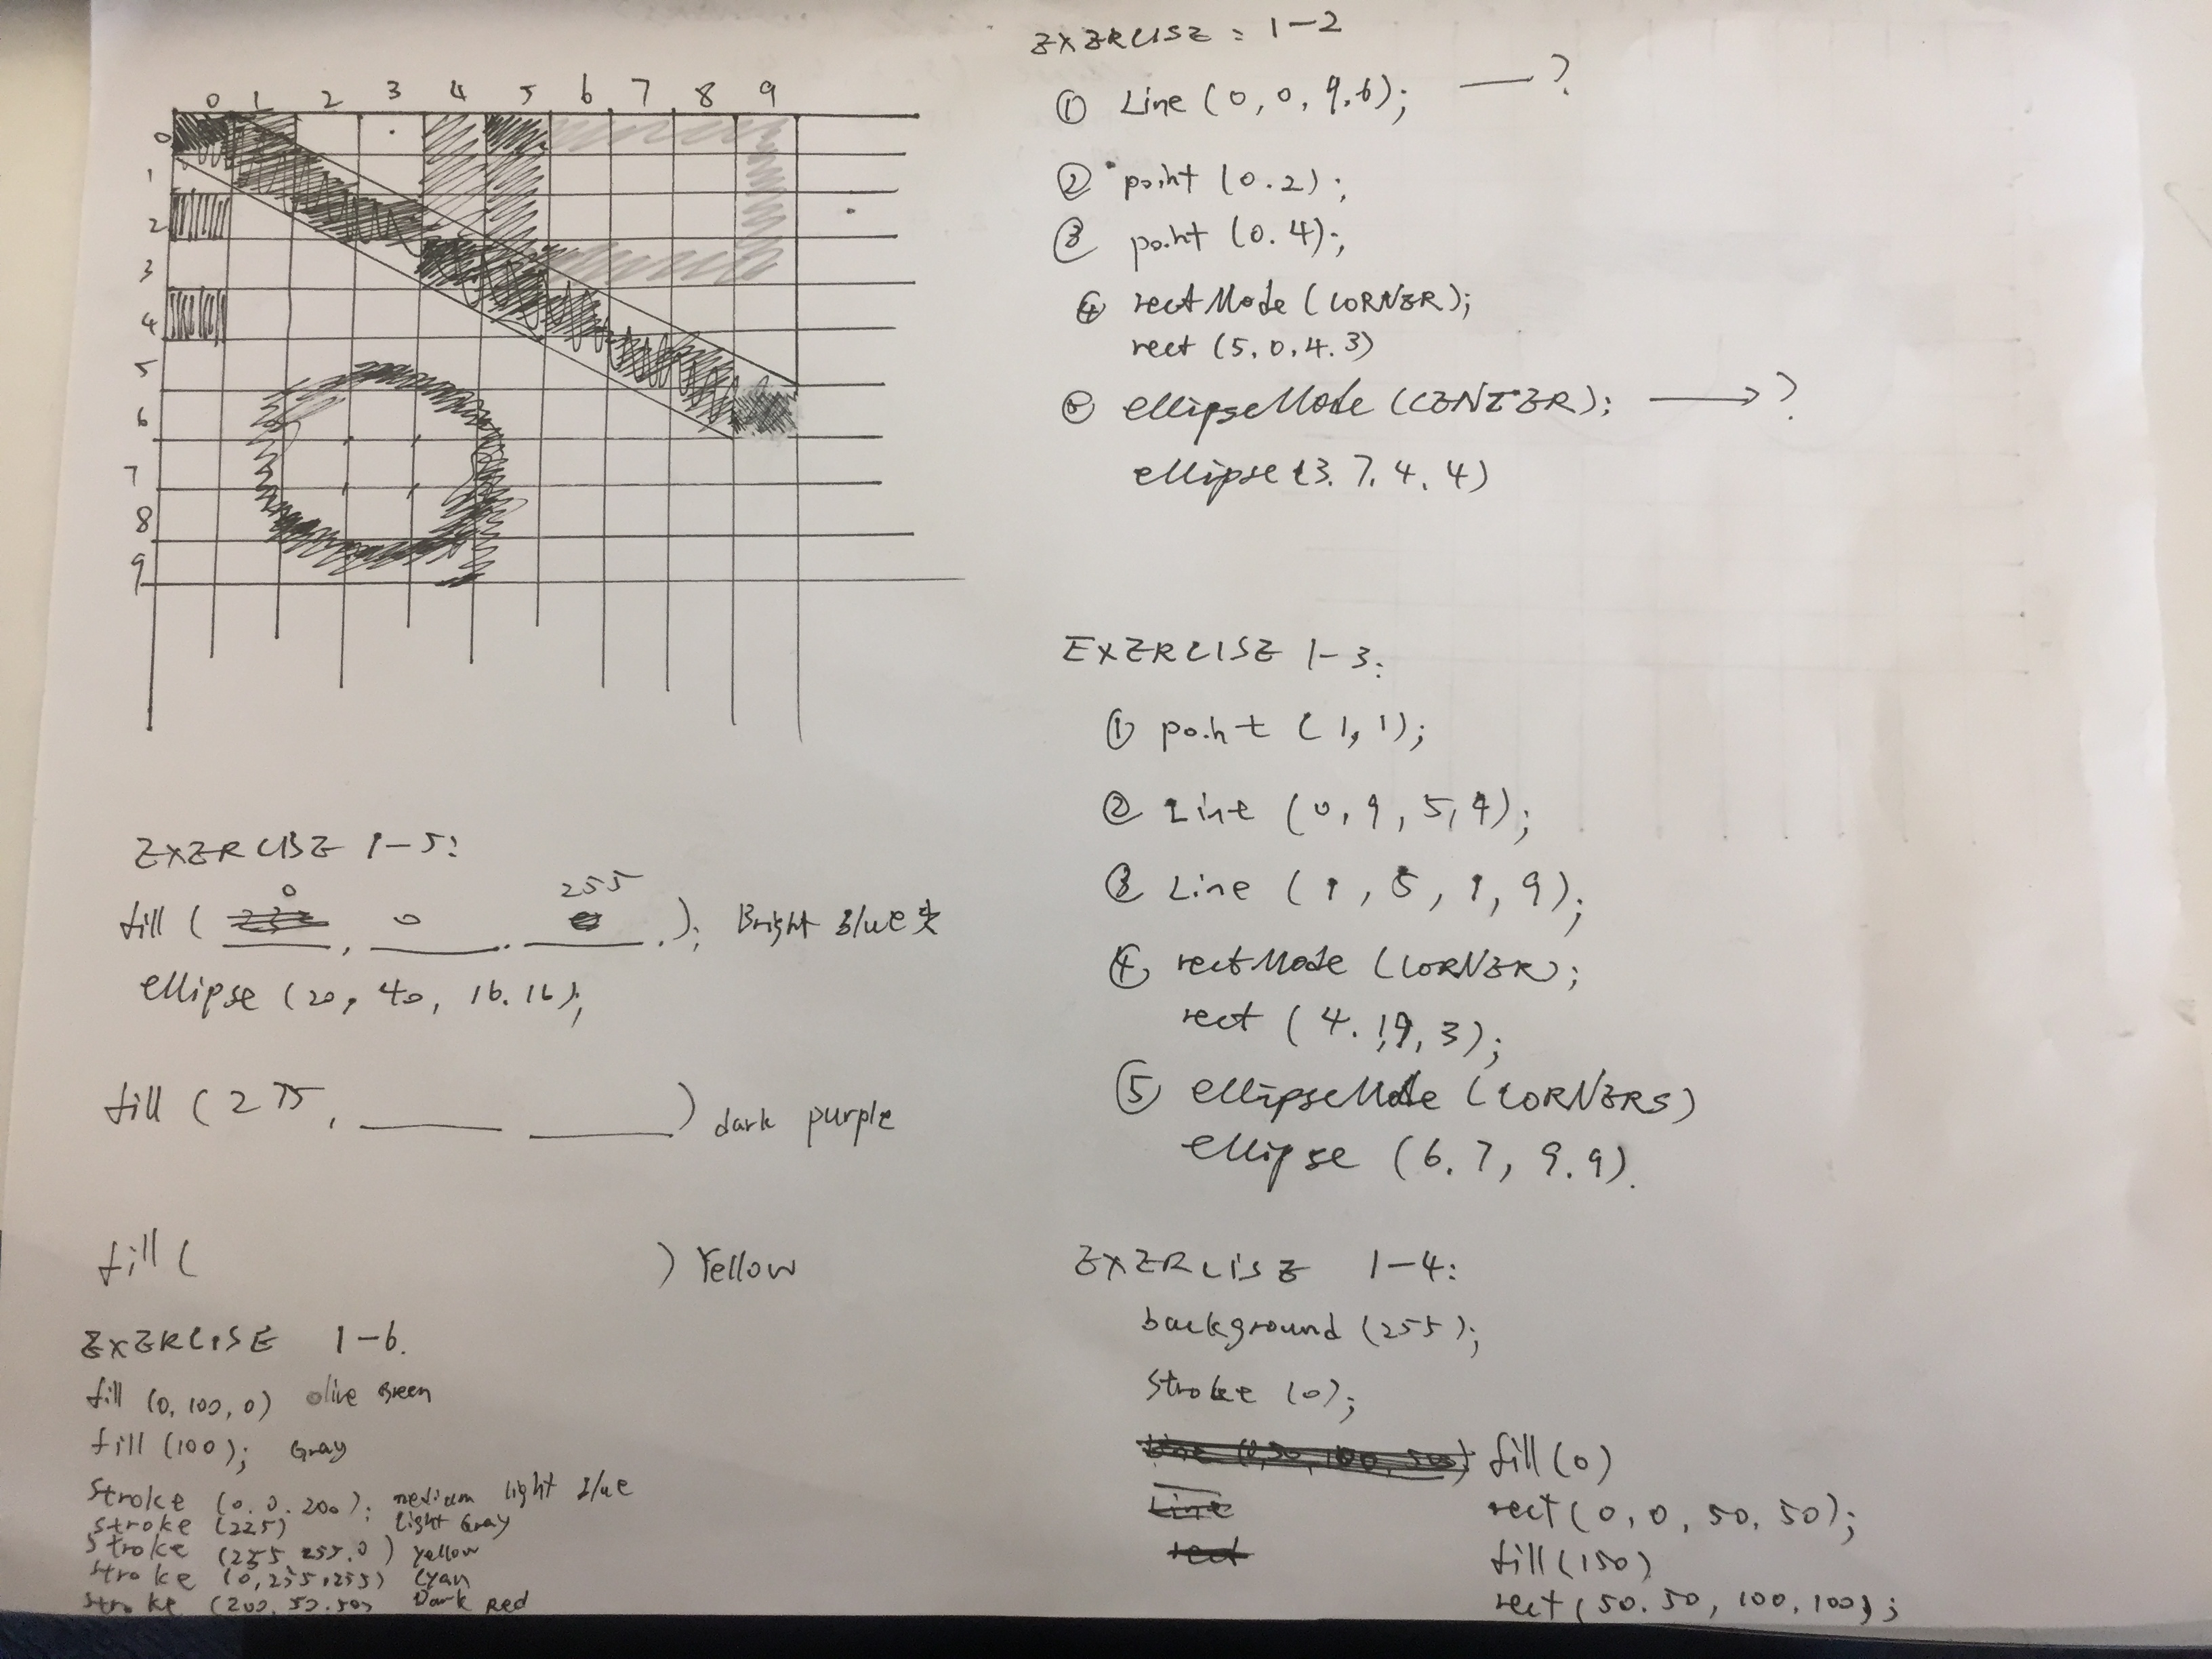 0 1 2 3 4 5 6 7 8 9
0
1
2
3
4
5
6
7
8
9
EXERCISE: 1-2
① Line (0, 0, 9, 6); — ?
② point (0.2);
③ point (0.4);
④ rectMode (CORNER);
rect (5, 0, 4. 3)
⑤ ellipseMode (CENTER); → ?
ellipse (3. 7. 4. 4)
EXERCISE 1-3:
① point (1, 1);
② Line (0, 9, 5, 4);
③ Line (1, 5, 1, 9);
④ rectMode (CORNER);
rect (4. 1, 9, 3);
⑤ ellipseMode (CORNERS)
ellipse (6. 7, 9. 9).
EXERCISE 1-4:
background (255);
Stroke (0);
Line (0,50, 100, 50) fill (0)
Line rect (0, 0, 50, 50);
rect fill (150)
rect (50. 50, 100, 100);
EXERCISE 1-5:
0 255
fill ( , 0 . .); Bright Blue
ellipse (20, 40, 16. 16);
fill (275, ) dark purple
fill ( ) Yellow
EXERCISE 1-6.
fill (0, 100, 0) olive Green
fill (100); Gray
Stroke (0. 0. 200); medium light Blue
stroke (225) light Gray
Stroke (255 255.0) yellow
stroke (0, 255, 255) Cyan
stroke (200, 50. 50) Dark Red